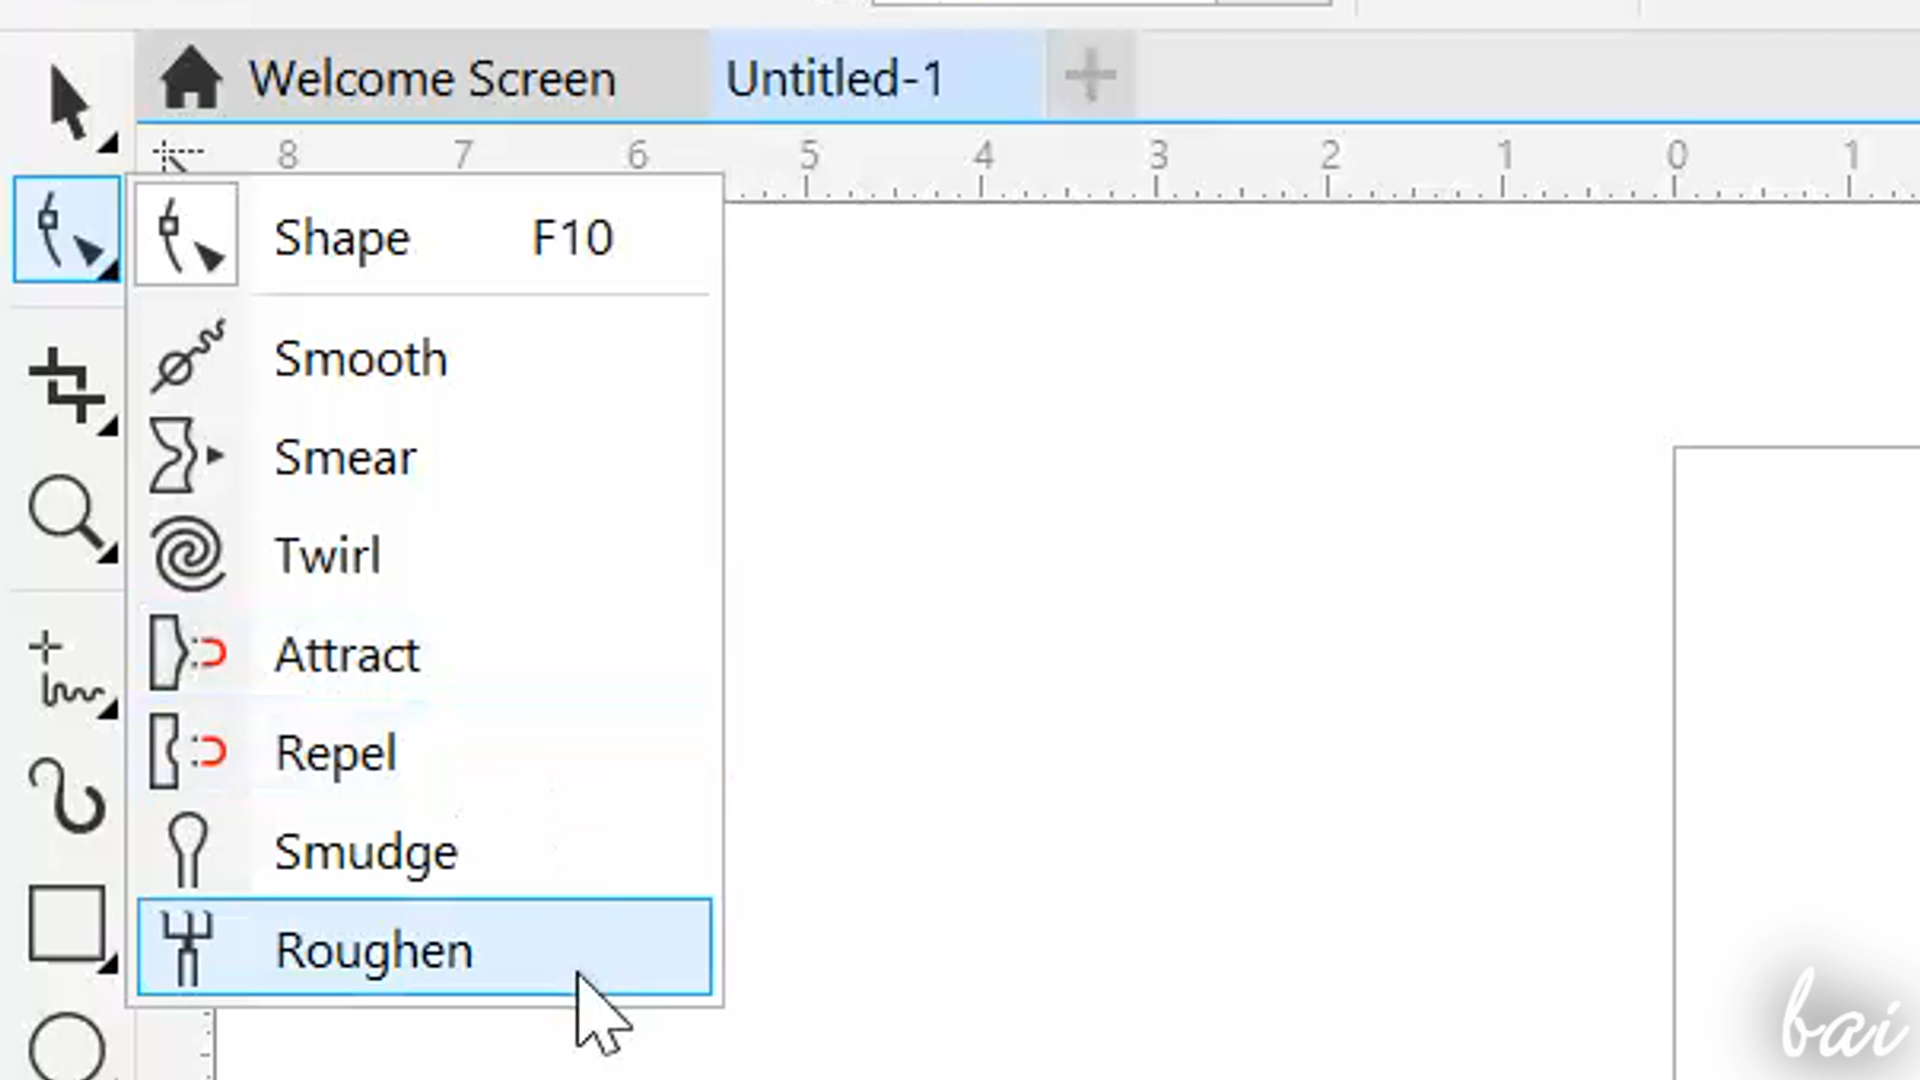 Welcome Screen Untitled-1
8 7 6 5 4 3 2 1 0 1
Shape F10
Smooth
Smear
Twirl
Attract
Repel
Smudge
Roughen
bai